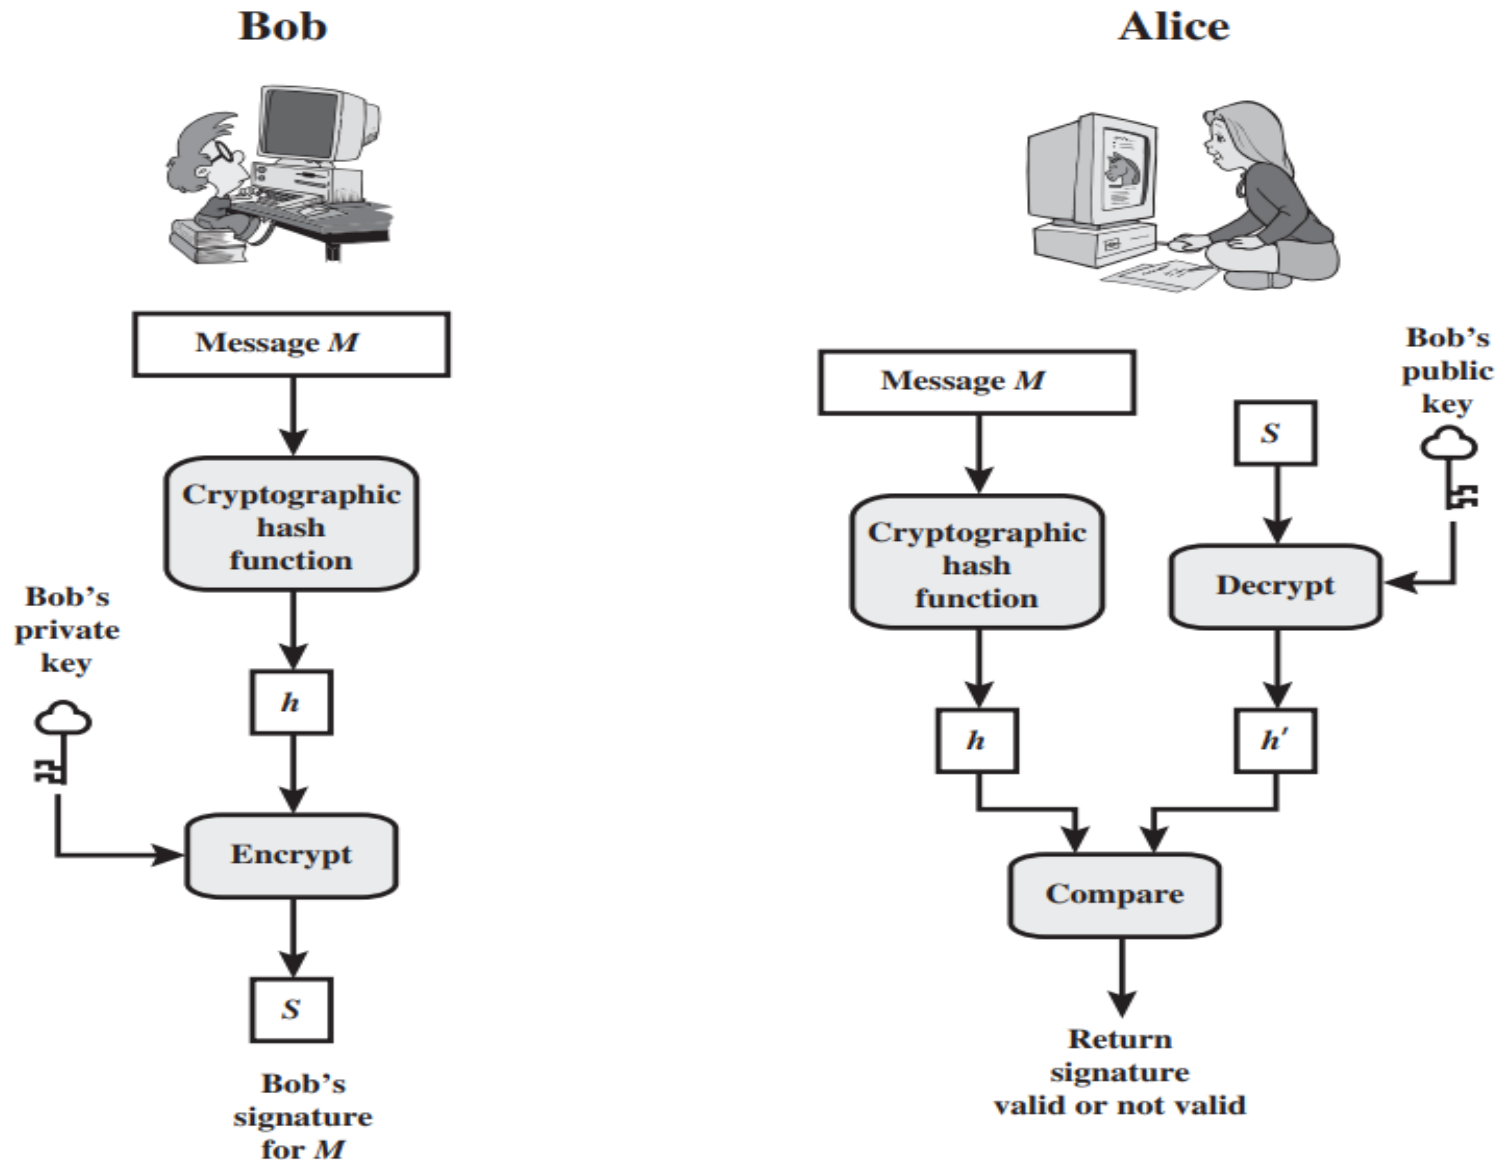 Bob
Message M
Cryptographic
hash
function
Bob’s
private
key
h
Encrypt
S
Bob’s
signature
for M
Alice
Message M
Bob’s
public
key
S
Cryptographic
hash
function
Decrypt
h
h′
Compare
Return
signature
valid or not valid